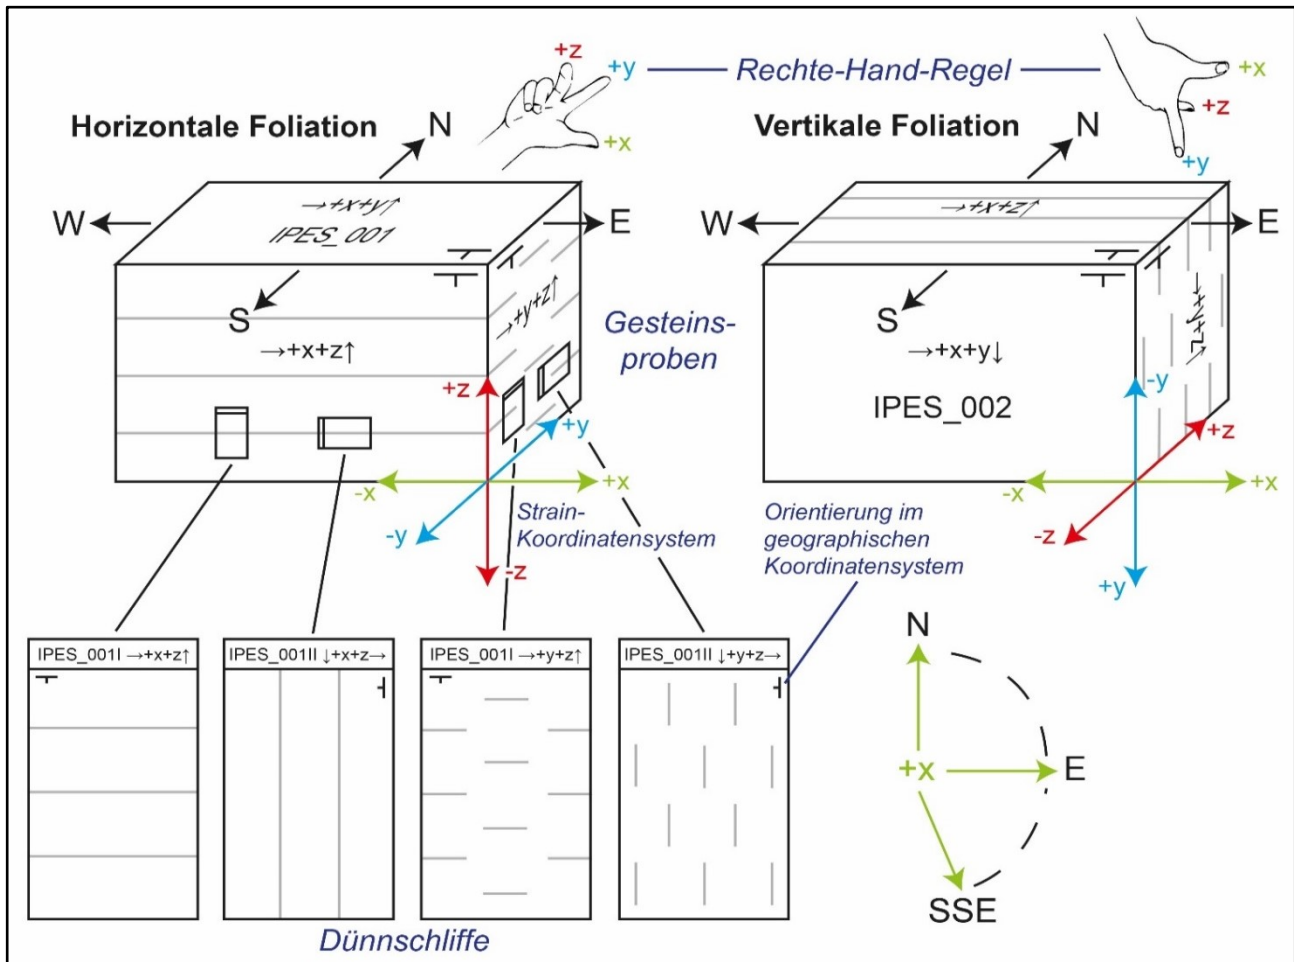 +z
+y
Rechte-Hand-Regel
+x
+z
+y
+x
Horizontale Foliation
N
Vertikale Foliation
N
→+x+y↑
IPES_001
W
E
S
→+x+z↑
→+y+z↑
→+x+z↑
W
E
S
→+x+y↓
IPES_002
→z+y+→
Gesteins-
proben
+z
+y
-x
+x
-y
-z
Strain-
Koordinatensystem
-y
+z
-x
+x
-z
+y
Orientierung im
geographischen
Koordinatensystem
IPES_001I →+x+z↑
IPES_001II ↓+x+z→
IPES_001I →+y+z↑
IPES_001II ↓+y+z→
Dünnschliffe
N
+x
E
SSE